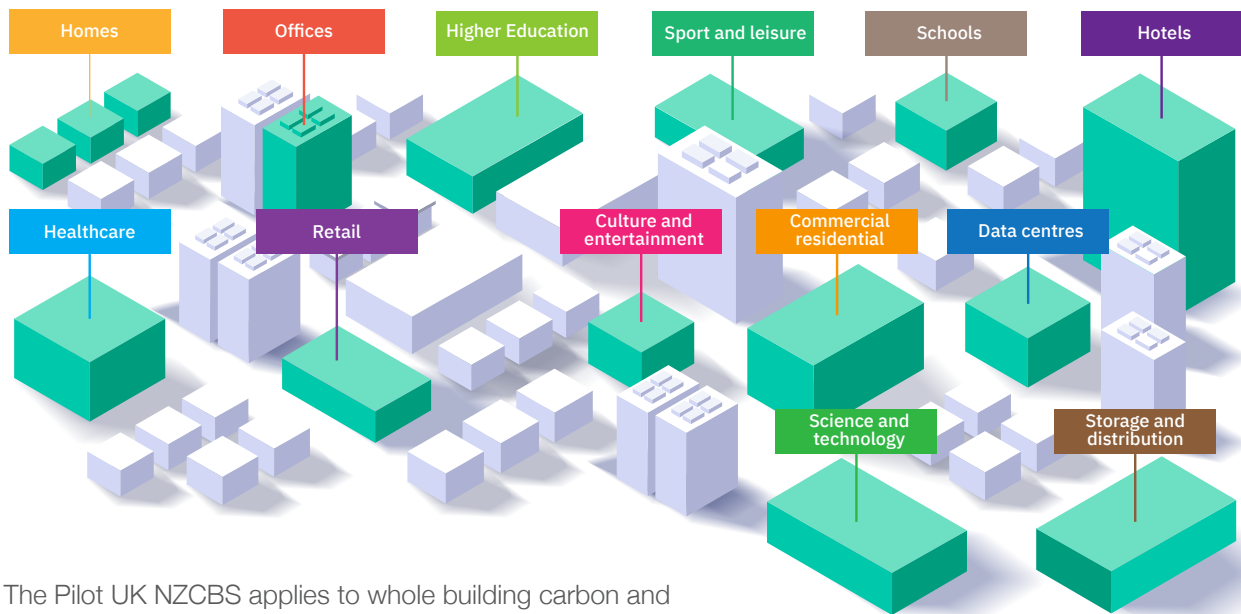 Homes
Offices
Higher Education
Sport and leisure
Schools
Hotels
Healthcare
Retail
Culture and
entertainment
Commercial
residential
Data centres
Science and
technology
Storage and
distribution
The Pilot UK NZCBS applies to whole building carbon and